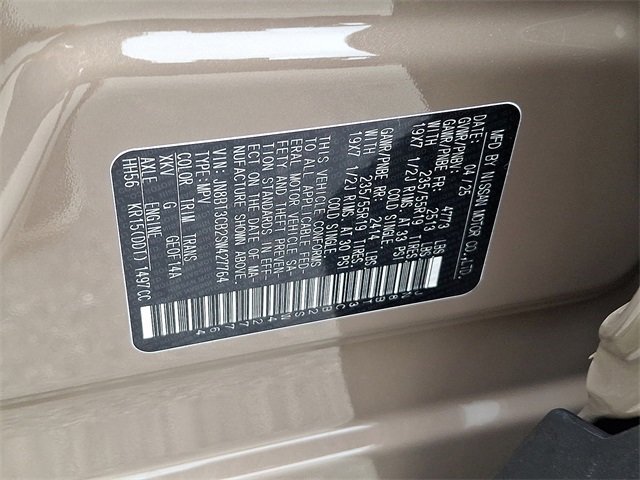 MFD BY NISSAN MOTOR CO.,LTD.
DATE: 04 25
GVWR/PNBV: 4773 LBS
GAWR/PNBE FR: 2513 LBS
WITH 235/55R19 TIRES,
19X7 1/2J RIMS, AT 33 PSI
COLD SINGLE.
GAWR/PNBE RR: 2414 LBS
WITH 235/55R19 TIRES,
19X7 1/2J RIMS, AT 30 PSI
COLD SINGLE.
THIS VEHICLE CONFORMS
TO ALL APPLICABLE FED-
ERAL MOTOR VEHICLE SA-
FETY AND THEFT PREVEN-
TION STANDARDS IN EFF-
ECT ON THE DATE OF MA-
NUFACTURE SHOWN ABOVE.
VIN: JN8BT3CB2SW427764
TYPE: MPV
COLOR TRIM TRANS
XKV G GE0F14A
AXLE ENGINE
HH56 KR15(DDT) 1497CC
JN8BT3CB2SW427764